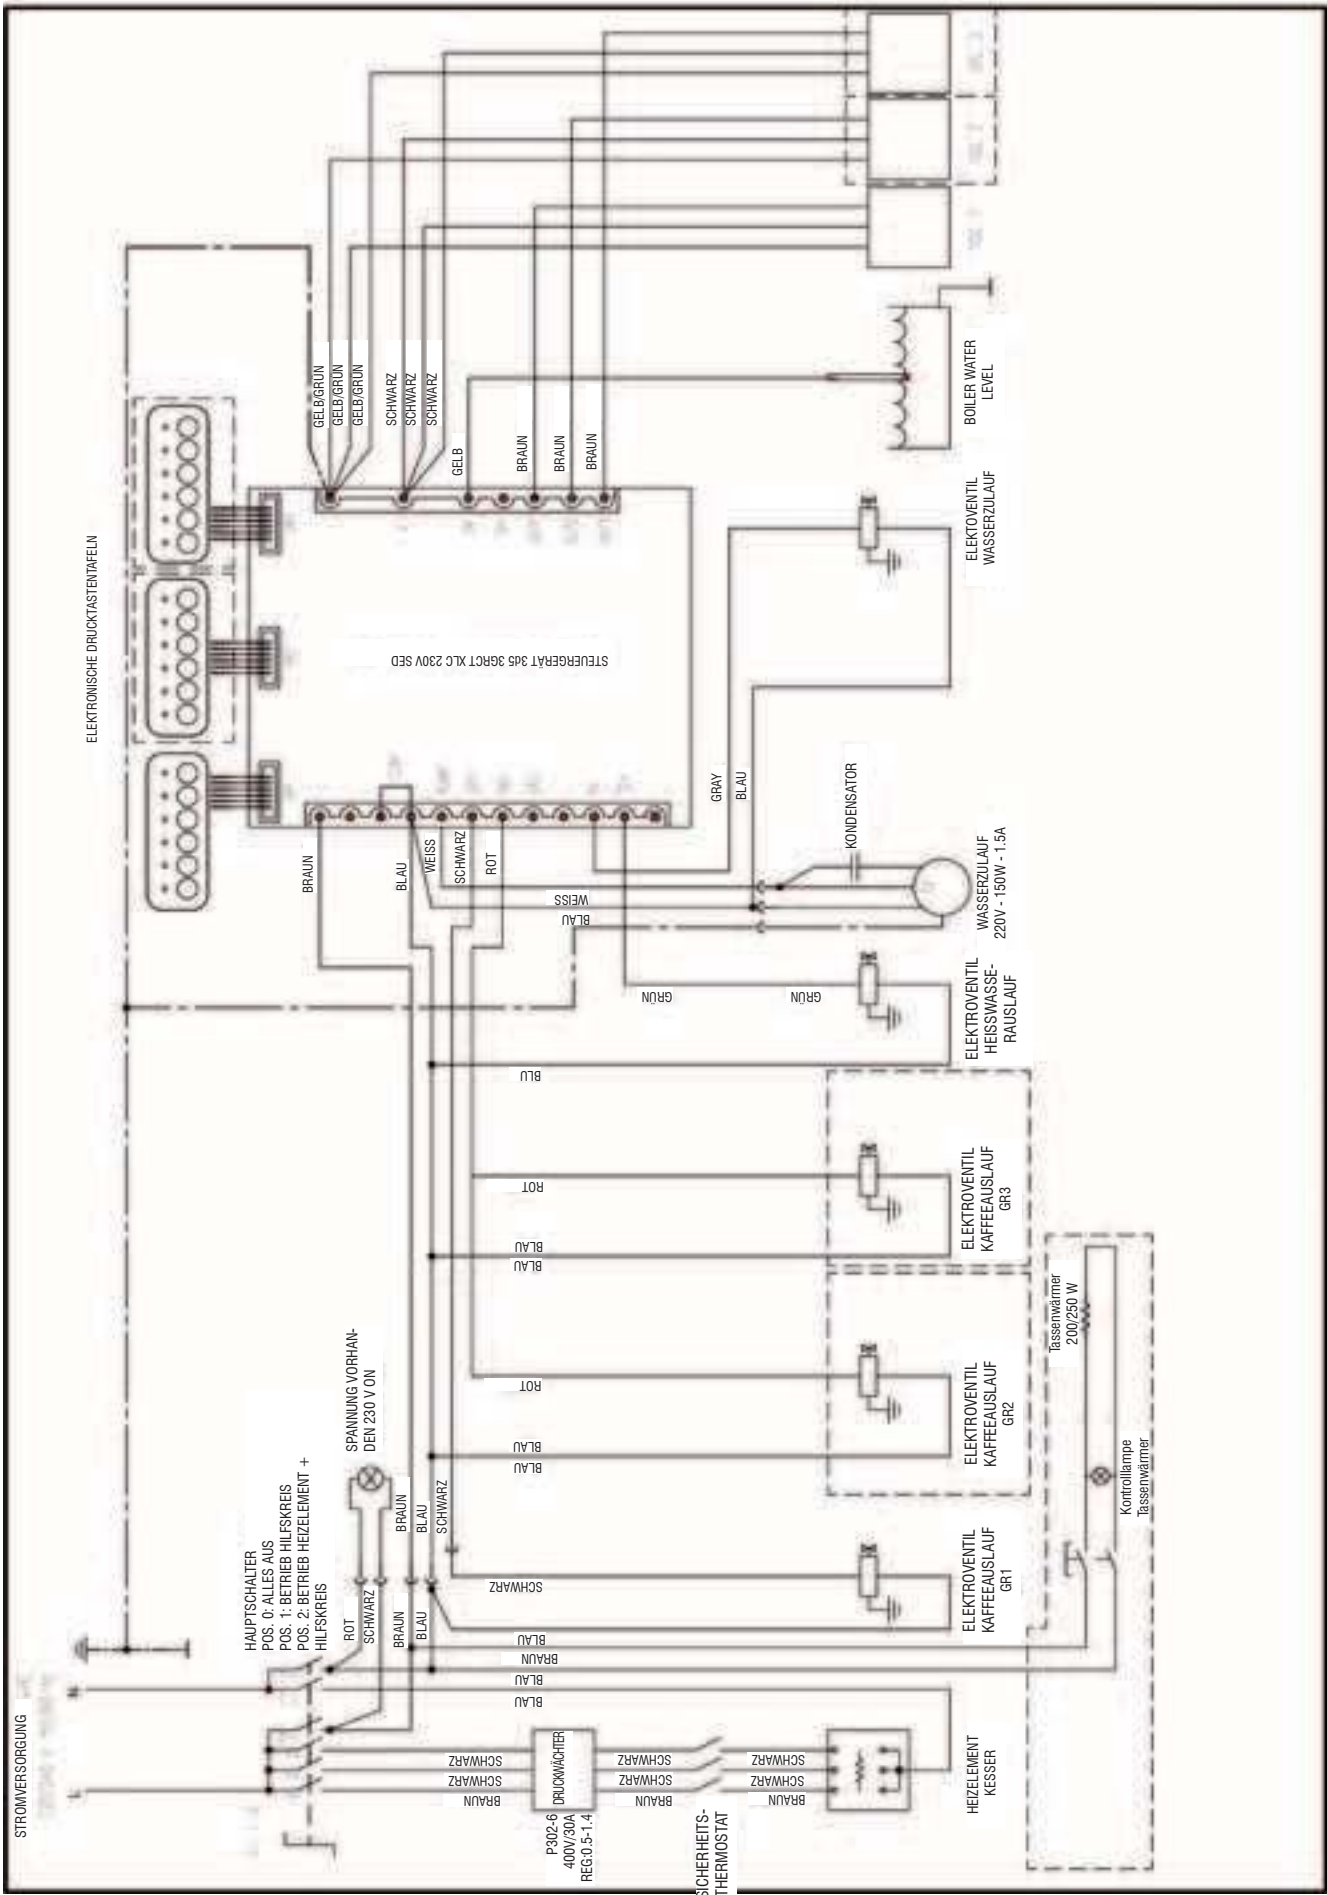 STROMVERSORGUNG
L
N
HAUPTSCHALTER
POS. 0: ALLES AUS
POS. 1: BETRIEB HILFSKREIS
POS. 2: BETRIEB HEIZELEMENT +
HILFSKREIS
SPANNUNG VORHAN-
DEN 230 V ON
ELEKTRONISCHE DRUCKTASTENTAFELN
ROT
SCHWARZ
BRAUN
BLAU
BRAUN
BLAU
SCHWARZ
BRAUN
BLAU
WEISS
SCHWARZ
ROT
STEUERGERÄT 3d5 3GRCT XLC 230V SED
GELB/GRÜN
GELB/GRÜN
GELB/GRÜN
SCHWARZ
SCHWARZ
SCHWARZ
GELB
BRAUN
BRAUN
BRAUN
SCHWARZ
SCHWARZ
BRAUN
P302-6
400V/30A
REG:0.5-1.4
DRUCKWÄCHTER
SCHWARZ
SCHWARZ
BRAUN
SICHERHEITS-
THERMOSTAT
SCHWARZ
SCHWARZ
BRAUN
HEIZELEMENT
KESSER
BLAU
BRAUN
BLAU
BLAU
SCHWARZ
ELEKTROVENTIL
KAFFEEAUSLAUF
GR1
BLAU
BLAU
ROT
ELEKTROVENTIL
KAFFEEAUSLAUF
GR2
BLAU
BLAU
ROT
ELEKTROVENTIL
KAFFEEAUSLAUF
GR3
BLU
GRÜN
GRÜN
ELEKTROVENTIL
HEISSWASSE-
RAUSLAUF
BLAU
WEISS
KONDENSATOR
WASSERZULAUF
220V - 150W - 1.5A
GRAY
BLAU
ELEKTOVENTIL
WASSERZULAUF
BOILER WATER
LEVEL
Tassenwärmer
200/250 W
Kontrolllampe
Tassenwärmer